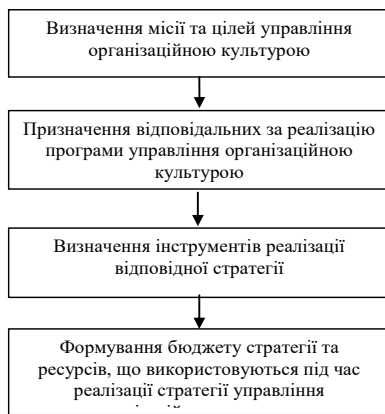 Визначення місії та цілей управління
організаційною культурою
Призначення відповідальних за реалізацію
програми управління організаційною
культурою
Визначення інструментів реалізації
відповідної стратегії
Формування бюджету стратегії та
ресурсів, що використовуються під час
реалізації стратегії управління